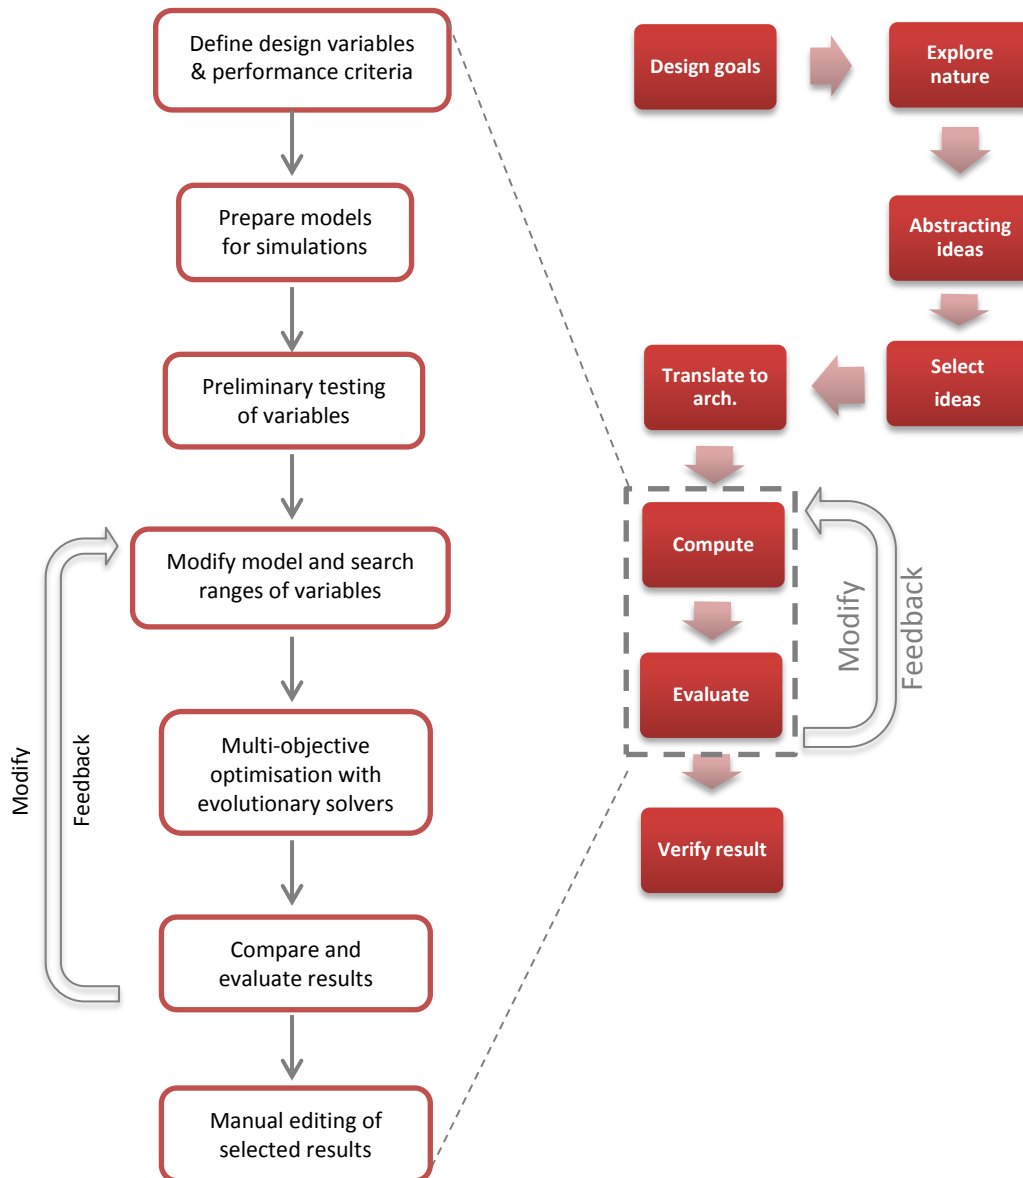 Define design variables
& performance criteria
Prepare models
for simulations
Preliminary testing
of variables
Modify model and search
ranges of variables
Multi-objective
optimisation with
evolutionary solvers
Compare and
evaluate results
Manual editing of
selected results
Modify
Feedback
Design goals
Explore
nature
Abstracting
ideas
Select
ideas
Translate to
arch.
Compute
Evaluate
Verify result
Modify
Feedback